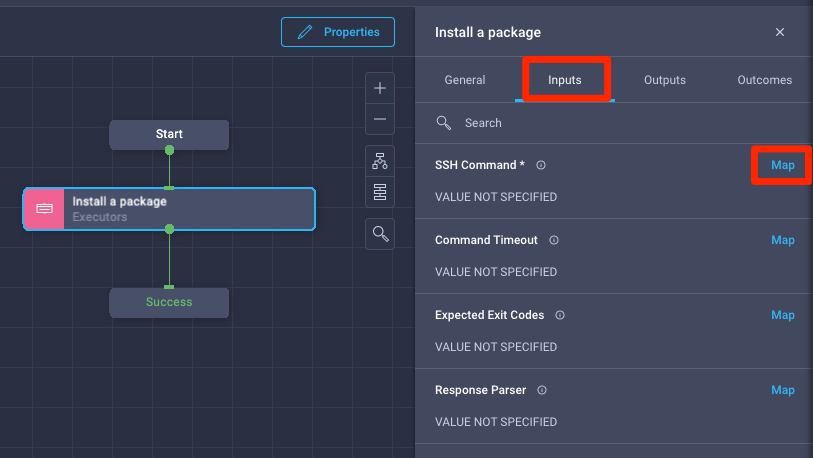 Properties
Start
Install a package
Executors
Success
Install a package
General
Inputs
Outputs
Outcomes
Search
SSH Command *
Map
VALUE NOT SPECIFIED
Command Timeout
Map
VALUE NOT SPECIFIED
Expected Exit Codes
Map
VALUE NOT SPECIFIED
Response Parser
Map
VALUE NOT SPECIFIED